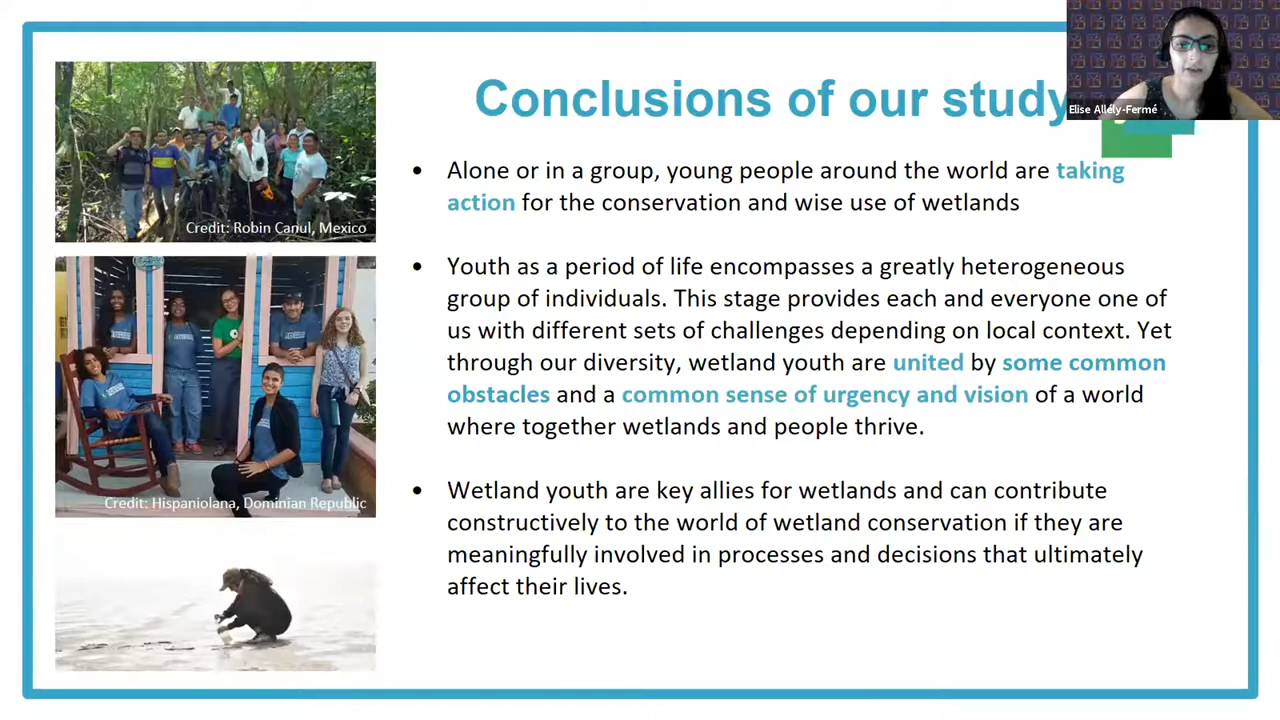 Conclusions of our study
Elise Allély-Fermé
• Alone or in a group, young people around the world are taking
action for the conservation and wise use of wetlands
• Youth as a period of life encompasses a greatly heterogeneous
group of individuals. This stage provides each and everyone one of
us with different sets of challenges depending on local context. Yet
through our diversity, wetland youth are united by some common
obstacles and a common sense of urgency and vision of a world
where together wetlands and people thrive.
• Wetland youth are key allies for wetlands and can contribute
constructively to the world of wetland conservation if they are
meaningfully involved in processes and decisions that ultimately
affect their lives.
Credit: Robin Canul, Mexico
Credit: Hispaniolana, Dominian Republic